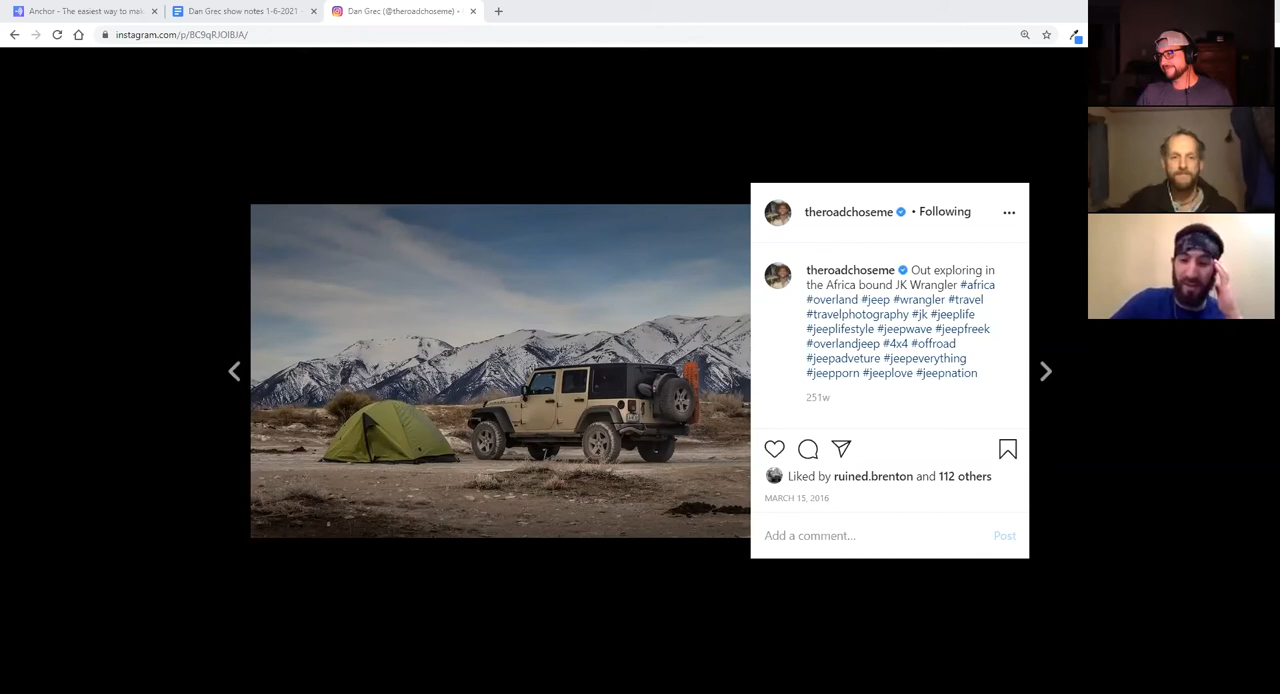 Anchor - The easiest way to mak
Dan Grec show notes 1-6-2021 -
Dan Grec (@theroadchoseme) •
instagram.com/p/BC9qRJOIBJA/
theroadchoseme • Following
theroadchoseme Out exploring in
the Africa bound JK Wrangler #africa
#overland #jeep #wrangler #travel
#travelphotography #jk #jeeplife
#jeeplifestyle #jeepwave #jeepfreek
#overlandjeep #4x4 #offroad
#jeepadveture #jeepeverything
#jeepporn #jeeplove #jeepnation
251w
Liked by ruined.brenton and 112 others
MARCH 15, 2016
Add a comment...
Post